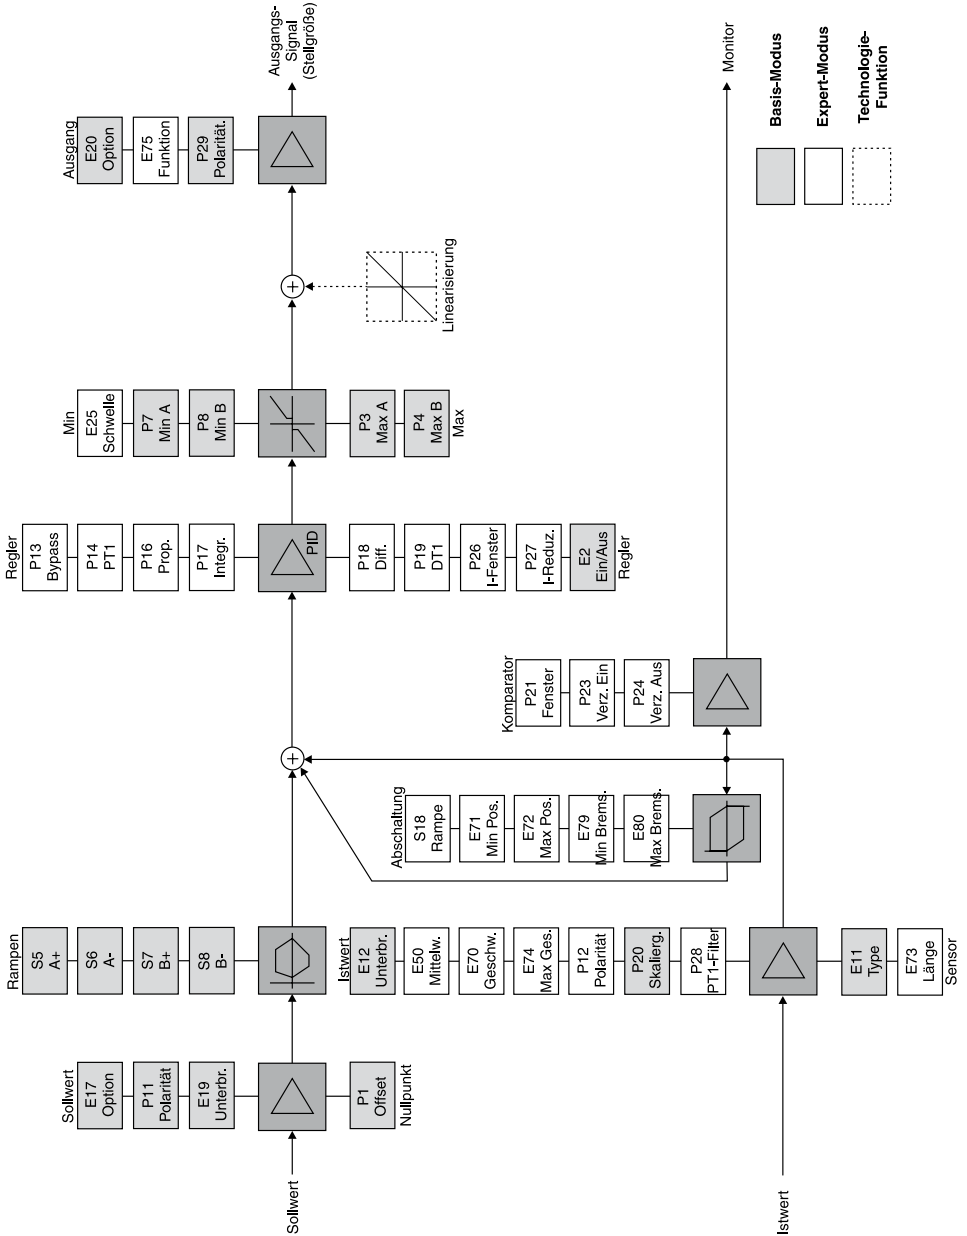 Sollwert
Sollwert
E17
Option
P11
Polarität
E19
Unterbr.
P1
Offset
Nullpunkt
Rampen
S5
A+
S6
A-
S7
B+
S8
B-
Istwert
Istwert
E12
Unterbr.
E50
Mittelw.
E70
Geschw.
E74
Max Ges.
P12
Polarität
P20
Skalierg.
P28
PT1-Filter
E11
Type
E73
Länge
Sensor
Abschaltung
S18
Rampe
E71
Min Pos.
E72
Max Pos.
E79
Min Brems.
E80
Max Brems.
Komparator
P21
Fenster
P23
Verz. Ein
P24
Verz. Aus
Regler
P13
Bypass
P14
PT1
P16
Prop.
P17
Integr.
PID
P18
Diff.
P19
DT1
P26
I-Fenster
P27
I-Reduz.
E2
Ein/Aus
Regler
Min
E25
Schwelle
P7
Min A
P8
Min B
P3
Max A
P4
Max B
Max
Linearisierung
Ausgang
E20
Option
E75
Funktion
P29
Polarität.
Ausgangs-
Signal
(Stellgröße)
Monitor
Basis-Modus
Expert-Modus
Technologie-
Funktion